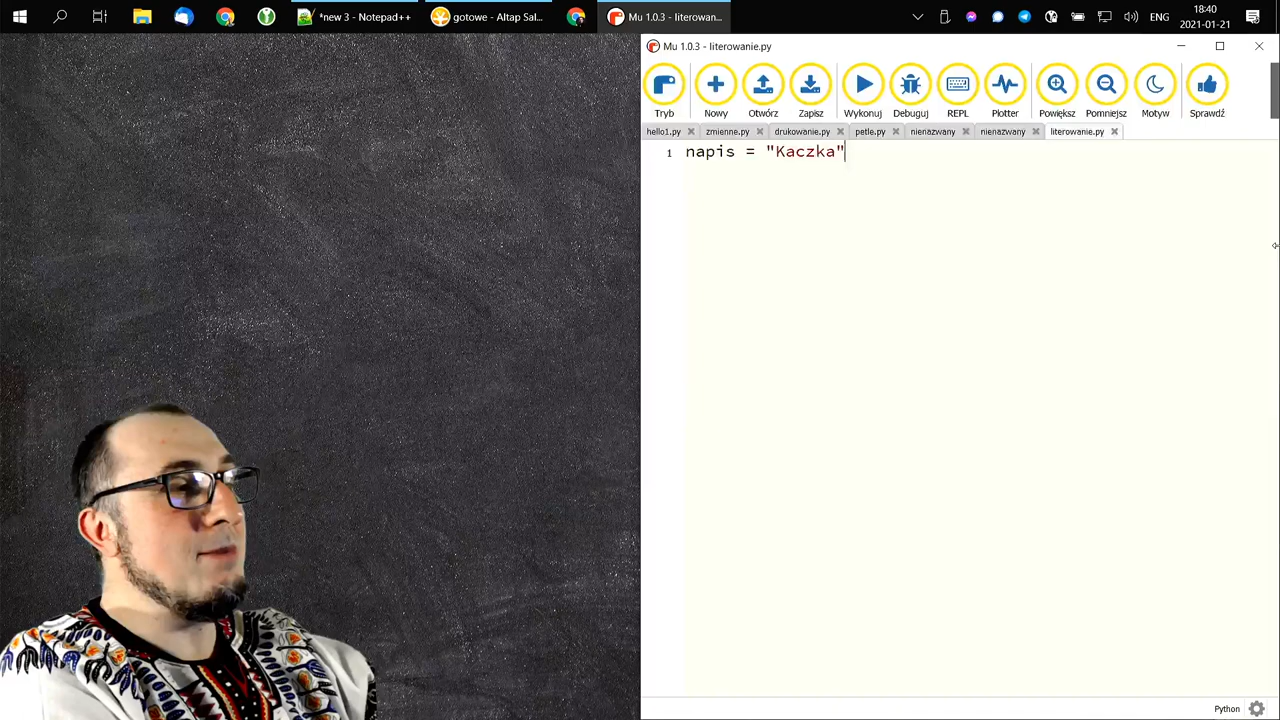 *new 3 - Notepad++
gotowe - Altap Sal...
Mu 1.0.3 - literowan...
ENG
18:40
2021-01-21
Mu 1.0.3 - literowanie.py
Tryb
Nowy
Otwórz
Zapisz
Wykonuj
Debuguj
REPL
Plotter
Powiększ
Pomniejsz
Motyw
Sprawdź
hello1.py
zmienne.py
drukowanie.py
petle.py
nienazwany
nienazwany
literowanie.py
1 napis = "Kaczka"
Python